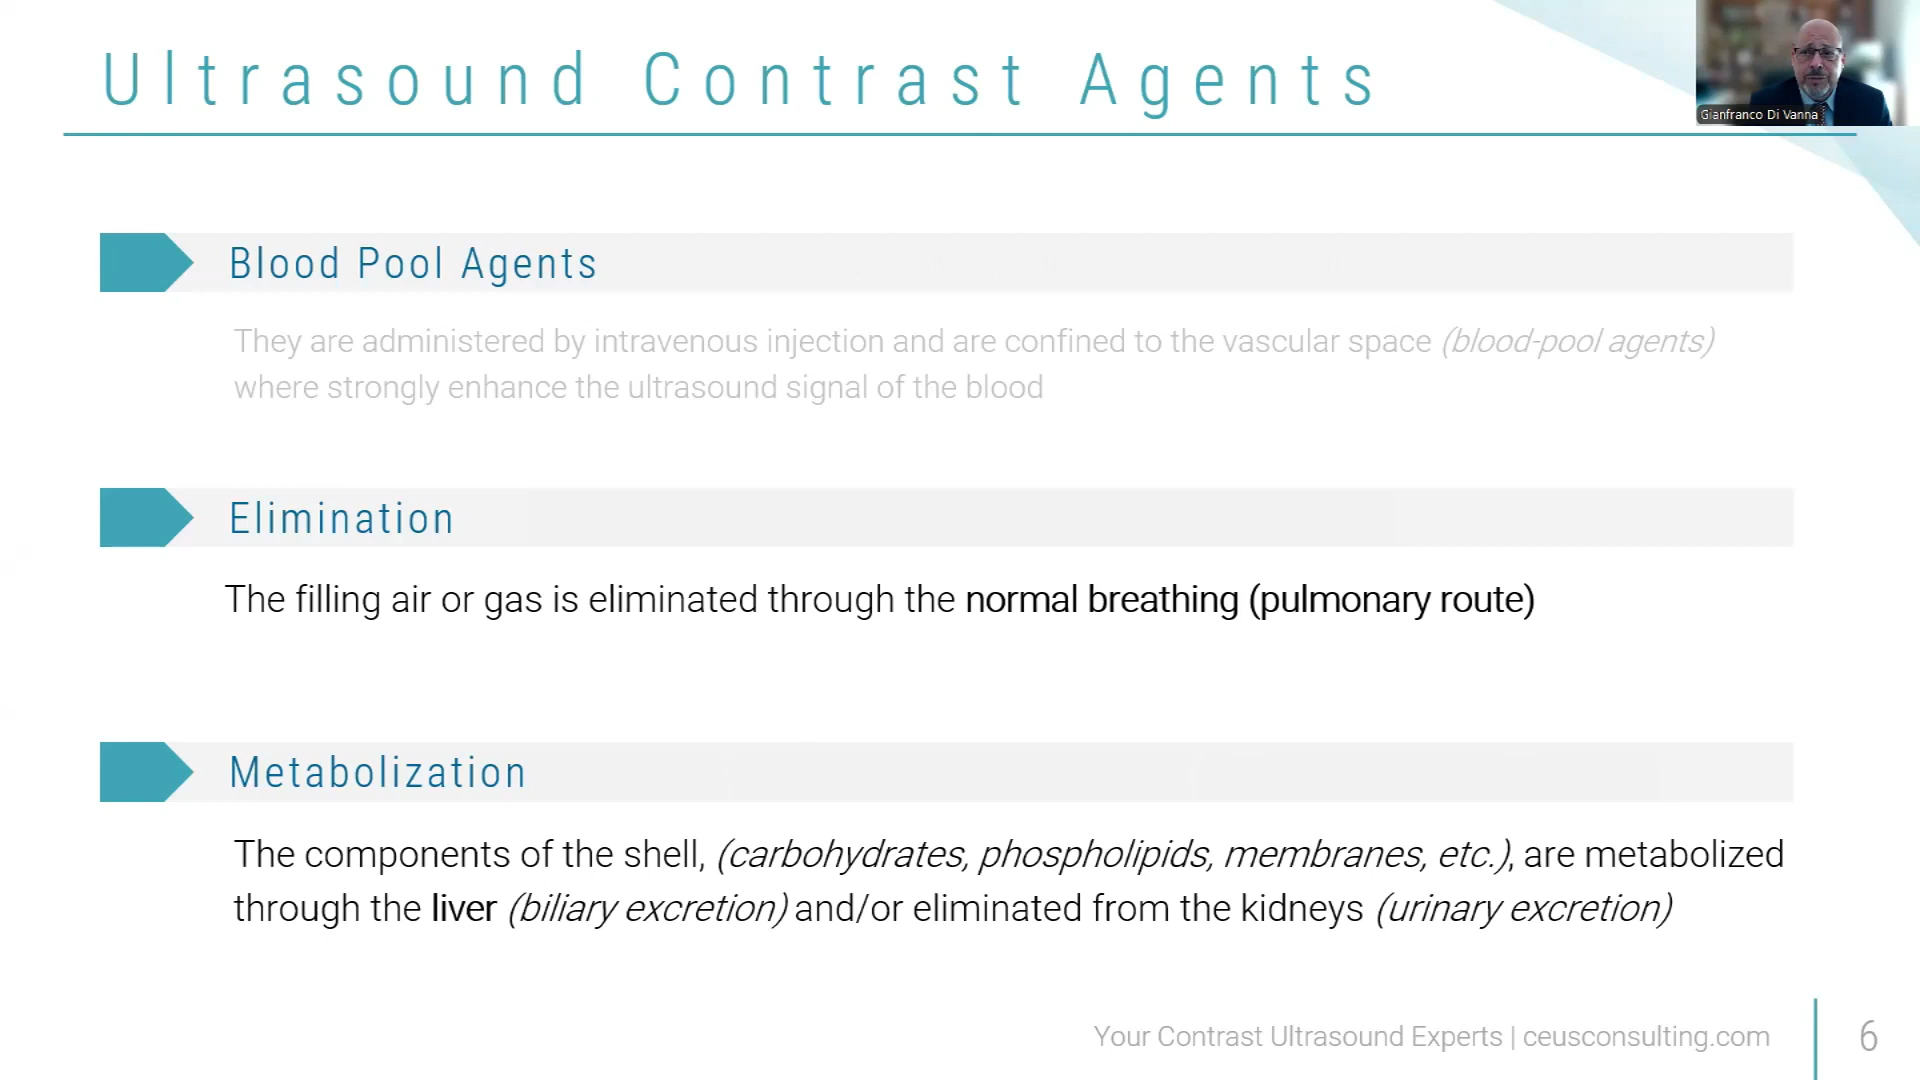 Ultrasound Contrast Agents
Gianfranco Di Vanna
Blood Pool Agents
They are administered by intravenous injection and are confined to the vascular space (blood-pool agents)
where strongly enhance the ultrasound signal of the blood
Elimination
The filling air or gas is eliminated through the normal breathing (pulmonary route)
Metabolization
The components of the shell, (carbohydrates, phospholipids, membranes, etc.), are metabolized
through the liver (biliary excretion) and/or eliminated from the kidneys (urinary excretion)
Your Contrast Ultrasound Experts | ceusconsulting.com
6